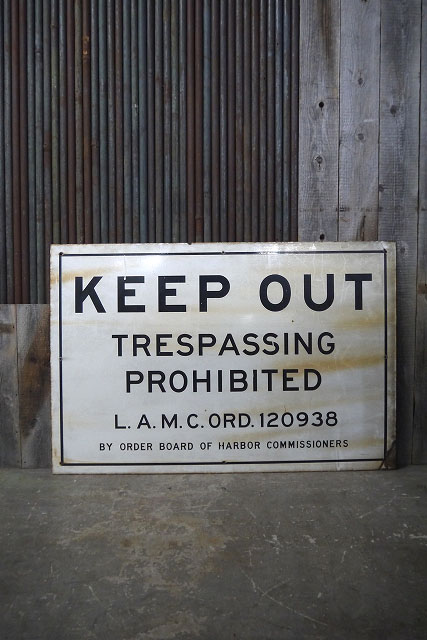 KEEP OUT
TRESPASSING
PROHIBITED
L.A.M.C.ORD.120938
BY ORDER BOARD OF HARBOR COMMISSIONERS